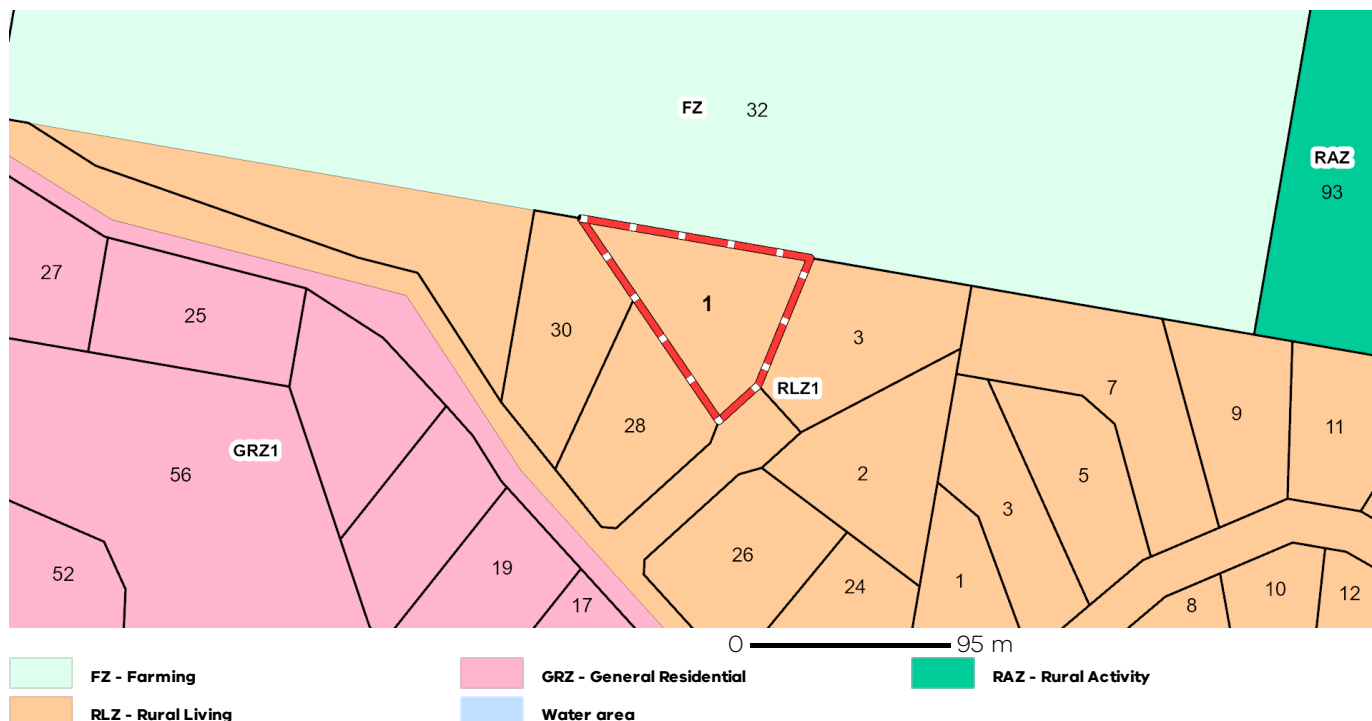 FZ 32
RAZ
93
27
25
30
1
3
RLZ1
7
9
11
28
GRZ1
56
2
5
3
52
19
17
26
24
1
8
10
12
0 95 m
FZ - Farming
GRZ - General Residential
RAZ - Rural Activity
RLZ - Rural Living
Water area